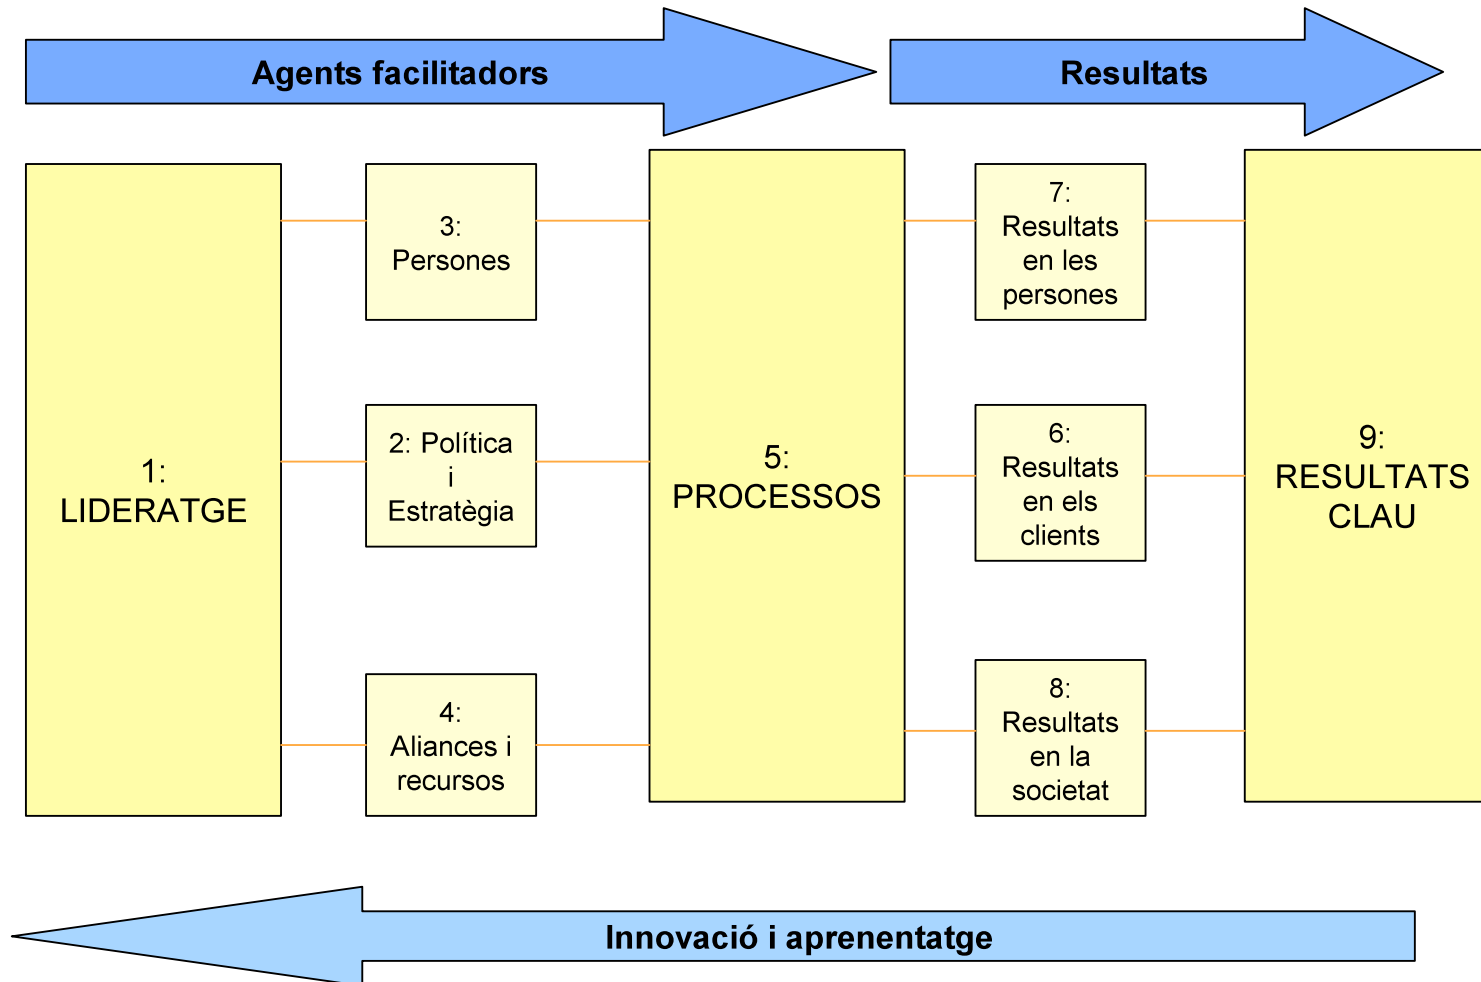 Agents facilitadors
Resultats
1:
LIDERATGE
3:
Persones
2: Política
i
Estratègia
4:
Aliances i
recursos
5:
PROCESSOS
7:
Resultats
en les
persones
6:
Resultats
en els
clients
8:
Resultats
en la
societat
9:
RESULTATS
CLAU
Innovació i aprenentatge